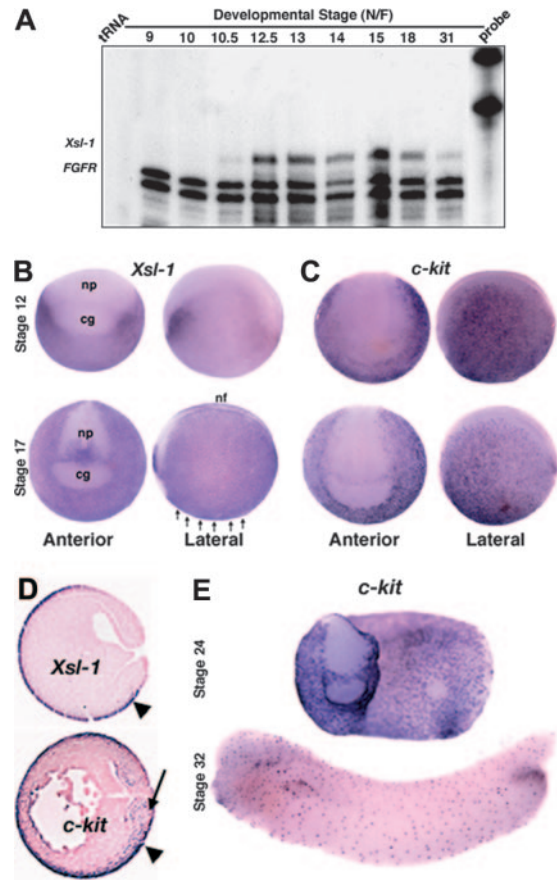 A
Developmental Stage (N/F)
tRNA 9 10 10.5 12.5 13 14 15 18 31 probe
Xsl-1
FGFR
B Xsl-1 C c-kit
Stage 12
np
cg
Stage 17
nf
np
cg
Anterior Lateral Anterior Lateral
D E c-kit
Xsl-1
Stage 24
c-kit
Stage 32